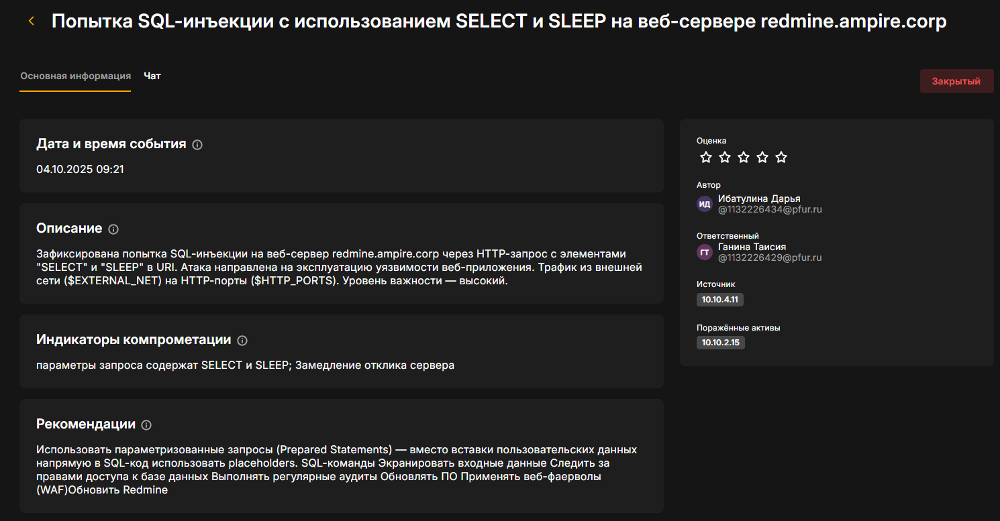 Попытка SQL-инъекции с использованием SELECT и SLEEP на веб-сервере redmine.ampire.corp
Основная информация
Чат
Закрытый
Дата и время события
04.10.2025 09:21
Описание
Зафиксирована попытка SQL-инъекции на веб-сервер redmine.ampire.corp через HTTP-запрос с элементами
"SELECT" и "SLEEP" в URI. Атака направлена на эксплуатацию уязвимости веб-приложения. Трафик из внешней
сети ($EXTERNAL_NET) на HTTP-порты ($HTTP_PORTS). Уровень важности — высокий.
Индикаторы компрометации
параметры запроса содержат SELECT и SLEEP; Замедление отклика сервера
Рекомендации
Использовать параметризованные запросы (Prepared Statements) — вместо вставки пользовательских данных
напрямую в SQL-код использовать placeholders. SQL-команды Экранировать входные данные Следить за
правами доступа к базе данных Выполнять регулярные аудиты Обновлять ПО Применять веб-фаерволы
(WAF)Обновить Redmine
Оценка
Автор
ИД
Ибатулина Дарья
@1132226434@pfur.ru
Ответственный
ГТ
Ганина Таисия
@1132226429@pfur.ru
Источник
10.10.4.11
Поражённые активы
10.10.2.15